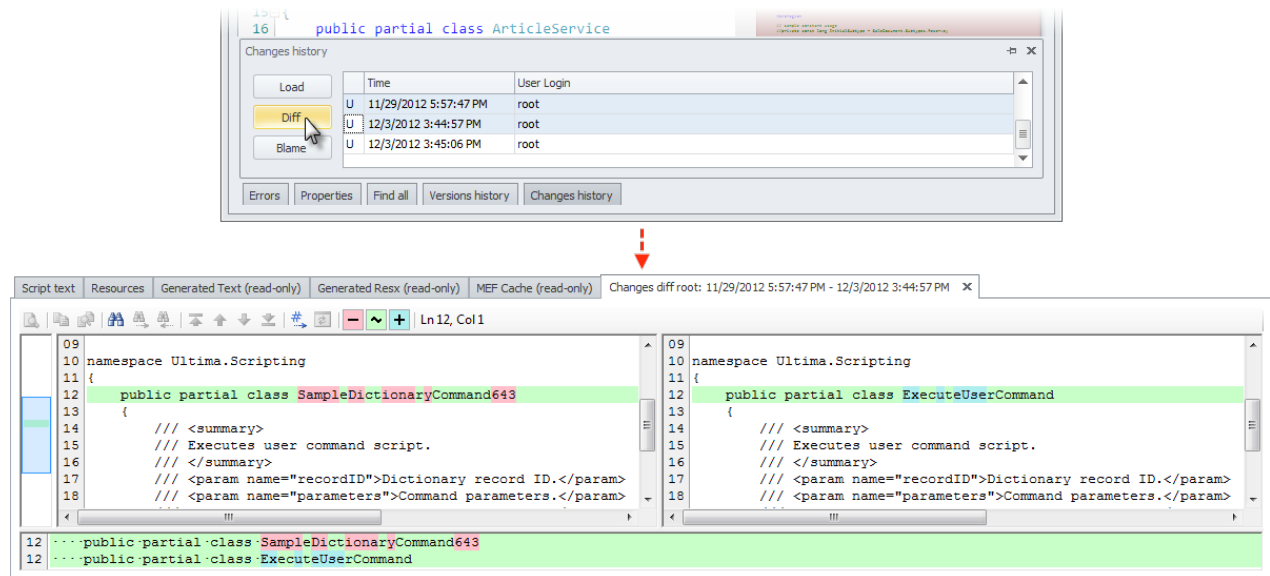 15 {
16 public partial class ArticleService
Changes history
Load
Diff
Blame
Time User Login
U 11/29/2012 5:57:47 PM root
U 12/3/2012 3:44:57 PM root
U 12/3/2012 3:45:06 PM root
Errors Properties Find all Versions history Changes history
Script text Resources Generated Text (read-only) Generated Resx (read-only) MEF Cache (read-only) Changes diff root: 11/29/2012 5:57:47 PM - 12/3/2012 3:44:57 PM
Ln 12, Col 1
09
10 namespace Ultima.Scripting
11 {
12 public partial class SampleDictionaryCommand643
13 {
14 /// <summary>
15 /// Executes user command script.
16 /// </summary>
17 /// <param name="recordID">Dictionary record ID.</param>
18 /// <param name="parameters">Command parameters.</param>
09
10 namespace Ultima.Scripting
11 {
12 public partial class ExecuteUserCommand
13 {
14 /// <summary>
15 /// Executes user command script.
16 /// </summary>
17 /// <param name="recordID">Dictionary record ID.</param>
18 /// <param name="parameters">Command parameters.</param>
12 ····public·partial·class·SampleDictionaryCommand643
12 ····public·partial·class·ExecuteUserCommand